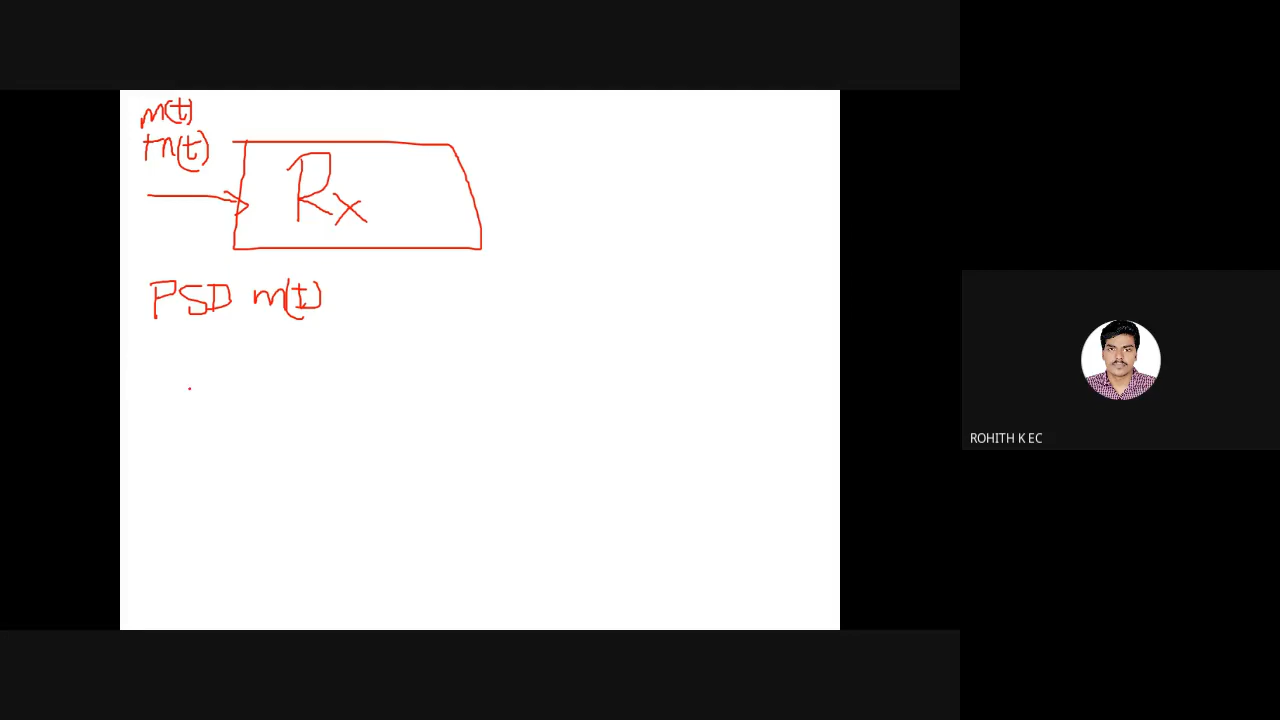 m(t)
+n(t)
Rx
PSD m(t)
ROHITH K EC